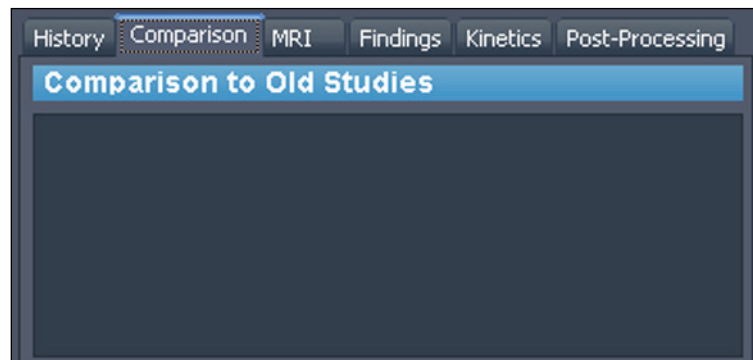 History Comparison MRI Findings Kinetics Post-Processing
Comparison to Old Studies